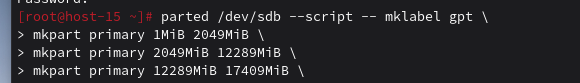 Password:
[root@host-15 ~]# parted /dev/sdb --script -- mklabel gpt \
> mkpart primary 1MiB 2049MiB \
> mkpart primary 2049MiB 12289MiB \
> mkpart primary 12289MiB 17409MiB \